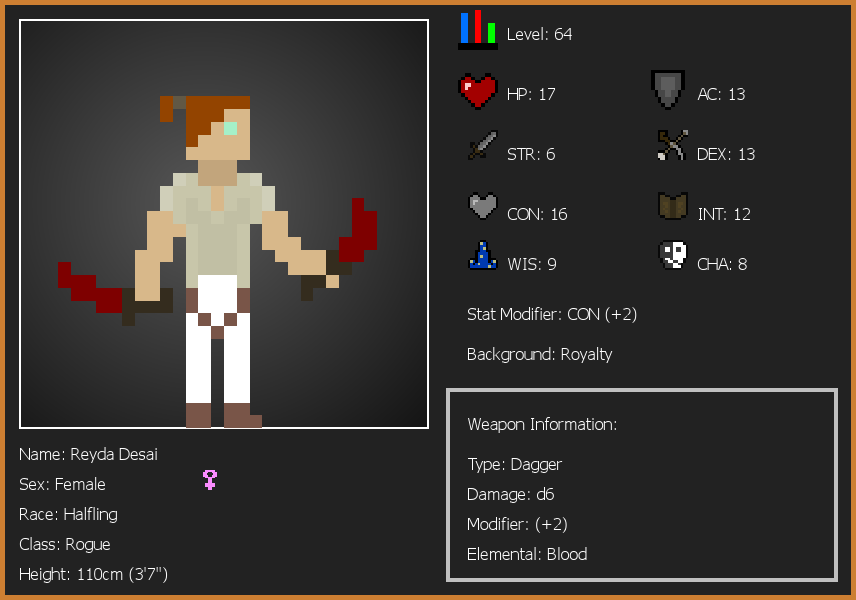 Level: 64
HP: 17
AC: 13
STR: 6
DEX: 13
CON: 16
INT: 12
WIS: 9
CHA: 8
Stat Modifier: CON (+2)
Background: Royalty
Weapon Information:
Type: Dagger
Damage: d6
Modifier: (+2)
Elemental: Blood
Name: Reyda Desai
Sex: Female
Race: Halfling
Class: Rogue
Height: 110cm (3'7")